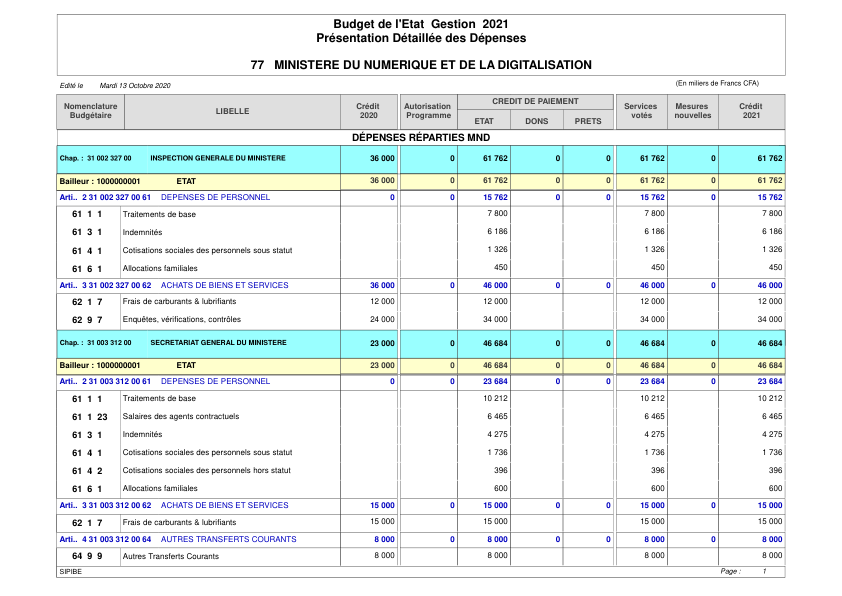 Budget de l'Etat Gestion 2021
Présentation Détaillée des Dépenses
77 MINISTERE DU NUMERIQUE ET DE LA DIGITALISATION
Edité le Mardi 13 Octobre 2020 (En miliers de Francs CFA)
Nomenclature Budgétaire LIBELLE Crédit 2020 Autorisation Programme CREDIT DE PAIEMENT ETAT DONS PRETS Services votés Mesures nouvelles Crédit 2021
DÉPENSES RÉPARTIES MND
Chap. : 31 002 327 00 INSPECTION GENERALE DU MINISTERE 36 000 0 61 762 0 0 61 762 0 61 762
Bailleur : 1000000001 ETAT 36 000 0 61 762 0 0 61 762 0 61 762
Arti.. 2 31 002 327 00 61 DEPENSES DE PERSONNEL 0 0 15 762 0 0 15 762 0 15 762
61 1 1 Traitements de base 7 800 7 800 7 800
61 3 1 Indemnités 6 186 6 186 6 186
61 4 1 Cotisations sociales des personnels sous statut 1 326 1 326 1 326
61 6 1 Allocations familiales 450 450 450
Arti.. 3 31 002 327 00 62 ACHATS DE BIENS ET SERVICES 36 000 0 46 000 0 0 46 000 0 46 000
62 1 7 Frais de carburants & lubrifiants 12 000 12 000 12 000 12 000
62 9 7 Enquêtes, vérifications, contrôles 24 000 34 000 34 000 34 000
Chap. : 31 003 312 00 SECRETARIAT GENERAL DU MINISTERE 23 000 0 46 684 0 0 46 684 0 46 684
Bailleur : 1000000001 ETAT 23 000 0 46 684 0 0 46 684 0 46 684
Arti.. 2 31 003 312 00 61 DEPENSES DE PERSONNEL 0 0 23 684 0 0 23 684 0 23 684
61 1 1 Traitements de base 10 212 10 212 10 212
61 1 23 Salaires des agents contractuels 6 465 6 465 6 465
61 3 1 Indemnités 4 275 4 275 4 275
61 4 1 Cotisations sociales des personnels sous statut 1 736 1 736 1 736
61 4 2 Cotisations sociales des personnels hors statut 396 396 396
61 6 1 Allocations familiales 600 600 600
Arti.. 3 31 003 312 00 62 ACHATS DE BIENS ET SERVICES 15 000 0 15 000 0 0 15 000 0 15 000
62 1 7 Frais de carburants & lubrifiants 15 000 15 000 15 000 15 000
Arti.. 4 31 003 312 00 64 AUTRES TRANSFERTS COURANTS 8 000 0 8 000 0 0 8 000 0 8 000
64 9 9 Autres Transferts Courants 8 000 8 000 8 000 8 000
SIPIBE Page : 1